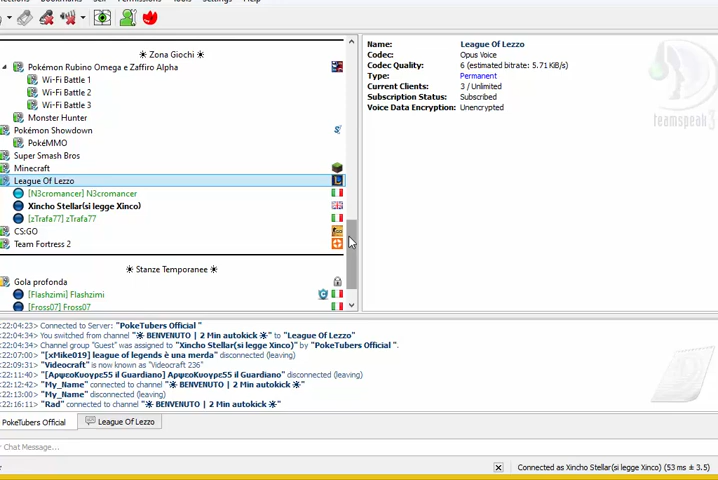 Bookmarks Self Permissions Tools Settings Help
☀ Zona Giochi ☀
Pokémon Rubino Omega e Zaffiro Alpha
Wi-Fi Battle 1
Wi-Fi Battle 2
Wi-Fi Battle 3
Monster Hunter
Pokémon Showdown
PokéMMO
Super Smash Bros
Minecraft
League Of Lezzo
[N3cromancer] N3cromancer
Xincho Stellar(si legge Xinco)
[zTrafa77] zTrafa77
CS:GO
Team Fortress 2
☀ Stanze Temporanee ☀
Gola profonda
[Flashzimi] Flashzimi
[Fross07] Fross07
Name: League Of Lezzo
Codec: Opus Voice
Codec Quality: 6 (estimated bitrate: 5.71 KiB/s)
Type: Permanent
Current Clients: 3 / Unlimited
Subscription Status: Subscribed
Voice Data Encryption: Unencrypted
teamspeak3
:22:04:23> Connected to Server: "PokeTubers Official "
:22:04:34> You switched from channel "☀ BENVENUTO | 2 Min autokick ☀" to "League Of Lezzo"
:22:04:34> Channel group "Guest" was assigned to "Xincho Stellar(si legge Xinco)" by "PokeTubers Official ".
:22:07:00> "[xMike019] league of legends è una merda" disconnected (leaving)
:22:09:31> "Videocraft" is now known as "Videocraft 236"
:22:11:40> disconnected (leaving)
:22:12:42> "My_Name" connected to channel "☀ BENVENUTO | 2 Min autokick ☀"
:22:13:00> "My_Name" disconnected (leaving)
:22:16:11> "Rad" connected to channel "☀ BENVENUTO | 2 Min autokick ☀"
PokeTubers Official
League Of Lezzo
Chat Message...
Connected as Xincho Stellar(si legge Xinco) (53 ms ± 3.5)